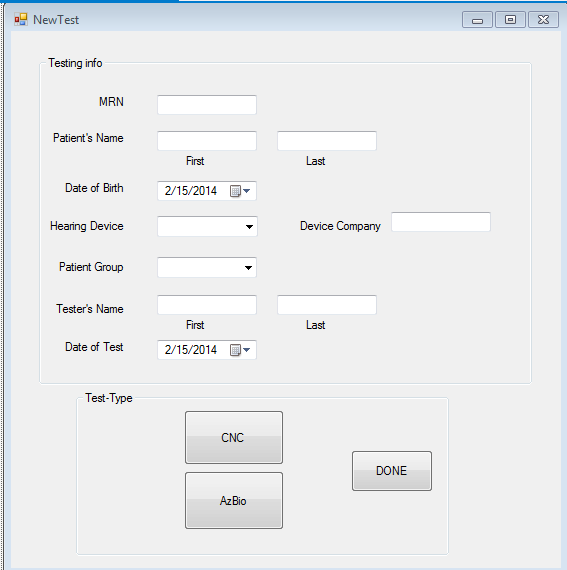 NewTest
Testing info
MRN
Patient's Name
First Last
Date of Birth 2/15/2014
Hearing Device Device Company
Patient Group
Tester's Name
First Last
Date of Test 2/15/2014
Test-Type
CNC
DONE
AzBio